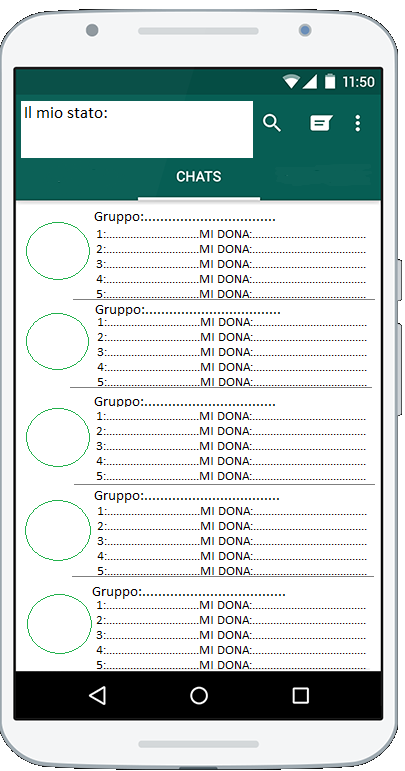 11:50
Il mio stato:
CHATS
Gruppo:..................................
1:................................MI DONA:.......................................
2:................................MI DONA:.......................................
3:................................MI DONA:.......................................
4:................................MI DONA:.......................................
5:................................MI DONA:.......................................
Gruppo:..................................
1:................................MI DONA:.......................................
2:................................MI DONA:.......................................
3:................................MI DONA:.......................................
4:................................MI DONA:.......................................
5:................................MI DONA:.......................................
Gruppo:..................................
1:................................MI DONA:.......................................
2:................................MI DONA:.......................................
3:................................MI DONA:.......................................
4:................................MI DONA:.......................................
5:................................MI DONA:.......................................
Gruppo:..................................
1:................................MI DONA:.......................................
2:................................MI DONA:.......................................
3:................................MI DONA:.......................................
4:................................MI DONA:.......................................
5:................................MI DONA:.......................................
Gruppo:..................................
1:................................MI DONA:.......................................
2:................................MI DONA:.......................................
3:................................MI DONA:.......................................
4:................................MI DONA:.......................................
5:................................MI DONA:.......................................